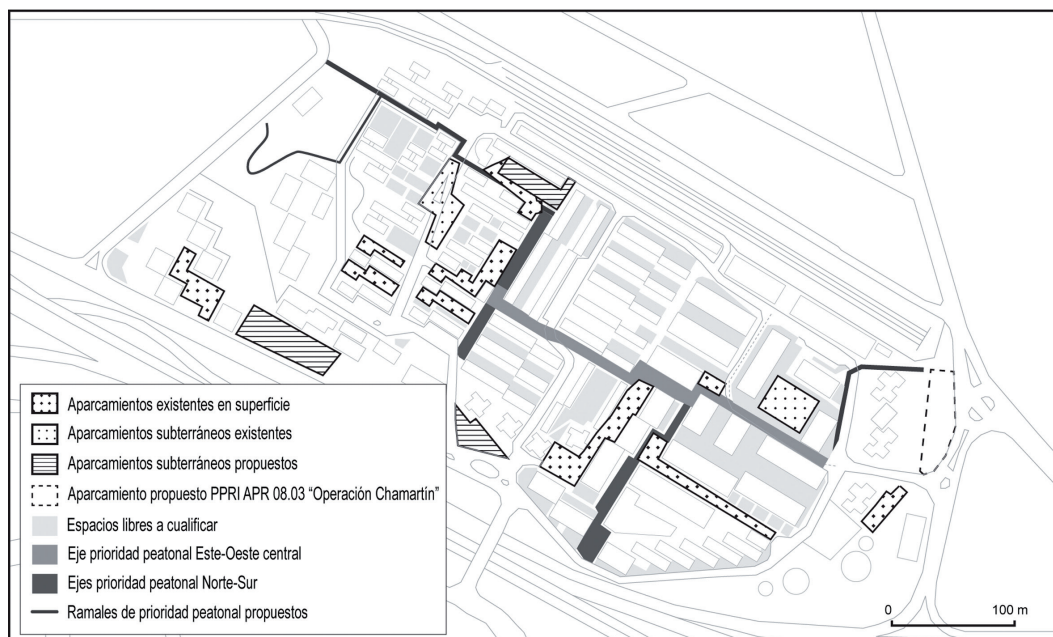 Aparcamientos existentes en superficie
Aparcamientos subterráneos existentes
Aparcamientos subterráneos propuestos
Aparcamiento propuesto PPRI APR 08.03 “Operación Chamartín”
Espacios libres a cualificar
Eje prioridad peatonal Este-Oeste central
Ejes prioridad peatonal Norte-Sur
Ramales de prioridad peatonal propuestos
0 100 m